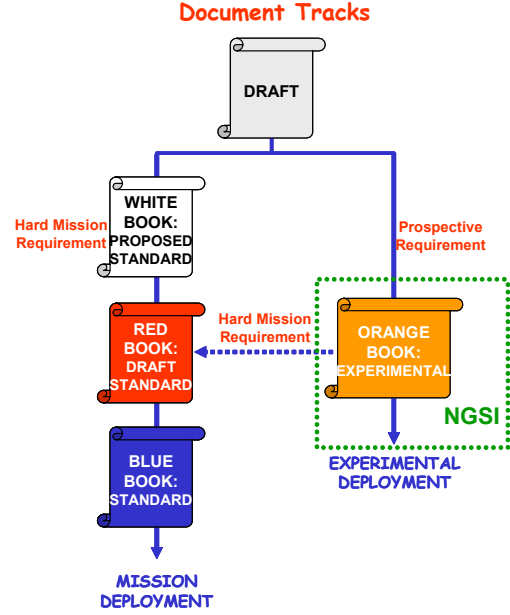 Document Tracks
DRAFT
WHITE
BOOK:
PROPOSED
STANDARD
Hard Mission
Requirement
Prospective
Requirement
RED
BOOK:
DRAFT
STANDARD
Hard Mission
Requirement
ORANGE
BOOK:
EXPERIMENTAL
NGSI
BLUE
BOOK:
STANDARD
EXPERIMENTAL
DEPLOYMENT
MISSION
DEPLOYMENT